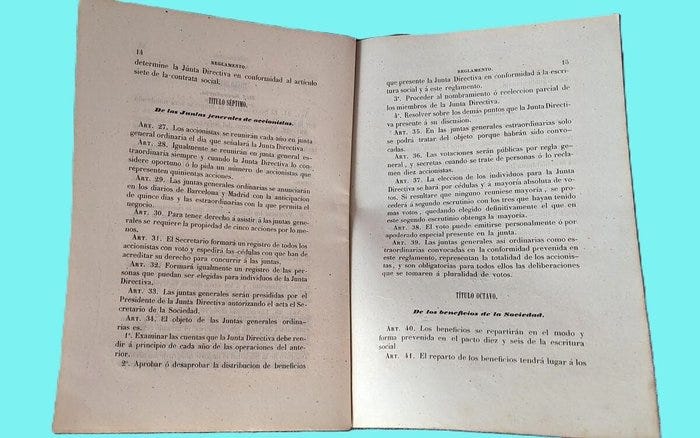 14
REGLAMENTO.
determine la Junta Directiva en conformidad al artículo
siete de la contrata social.
TÍTULO SÉPTIMO.
De las Juntas jenerales de accionistas.
ART. 27. Los accionistas se reunirán cada año en junta
general ordinaria el dia que señalará la Junta Directiva.
ART. 28. Igualmente se reunirán en junta general es-
traordinaria siempre y cuando la Junta Directiva lo con-
sidere oportuno ó lo pida un número de accionistas que
representen quinientas acciones.
ART. 29. Las juntas generales ordinarias se anunciarán
en los diarios de Barcelona y Madrid con la anticipacion
de quince dias y las estraordinarias con la que permita el
negocio.
ART. 30. Para tener derecho á asistir á las juntas gene-
rales se requiere la propiedad de cinco acciones por lo me-
nos.
ART. 31. El Secretario formará un registro de todos los
accionistas con voto y espedirá las cédulas con que han de
acreditar su derecho para concurrir á las juntas.
ART. 32. Formará igualmente un registro de las per-
sonas que puedan ser elegidas para individuos de la Junta
Directiva.
ART. 33. Las juntas generales serán presididas por el
Presidente de la Junta Directiva autorizando el acta el Se-
cretario de la Sociedad.
ART. 34. El objeto de las Juntas generales ordina-
rias es.
1º. Examinar las cuentas que la Junta Directiva debe ren-
dir á principio de cada año de las operaciones del ante-
rior.
2º. Aprobar ó desaprobar la distribucion de beneficios
REGLAMENTO.
15
que presente la Junta Directiva en conformidad á la escri-
tura social y á este reglamento.
3º. Proceder al nombramiento ó reeleccion parcial de
los miembros de la Junta Directiva.
4º. Resolver sobre los demás puntos que la Junta Directi-
va presente á su discusion.
ART. 35. En las juntas generales estraordinarias solo
se podrá tratar del objeto porque habrán sido convo-
cadas.
ART. 36. Las votaciones serán públicas por regla gene-
ral, y secretas cuando se trate de personas ó lo recla-
men diez accionistas.
ART. 37. La eleccion de los individuos para la Junta
Directiva se hará por cédulas y á mayoría absoluta de vo-
tos. Si resultare que ninguno reuniese mayoría, se pro-
cederá á segundo escrutinio con los tres que hayan tenido
mas votos, quedando elegido definitivamente el que en
este segundo escrutinio obtenga la mayoría.
ART. 38. El voto puede emitirse personalmente ó por
apoderado especial presente en la junta.
ART. 39. Las juntas generales asi ordinarias como es-
traordinarias convocadas en la conformidad prevenida en
este reglamento, representan la totalidad de los accionis-
tas, y son obligatorias para todos ellos las deliberaciones
que se tomaren á pluralidad de votos.
TÍTULO OCTAVO.
De los beneficios de la Sociedad.
ART. 40. Los beneficios se repartirán en el modo y
forma prevenida en el pacto diez y seis de la escritura
social
ART. 41. El reparto de los beneficios tendrá lugar á los